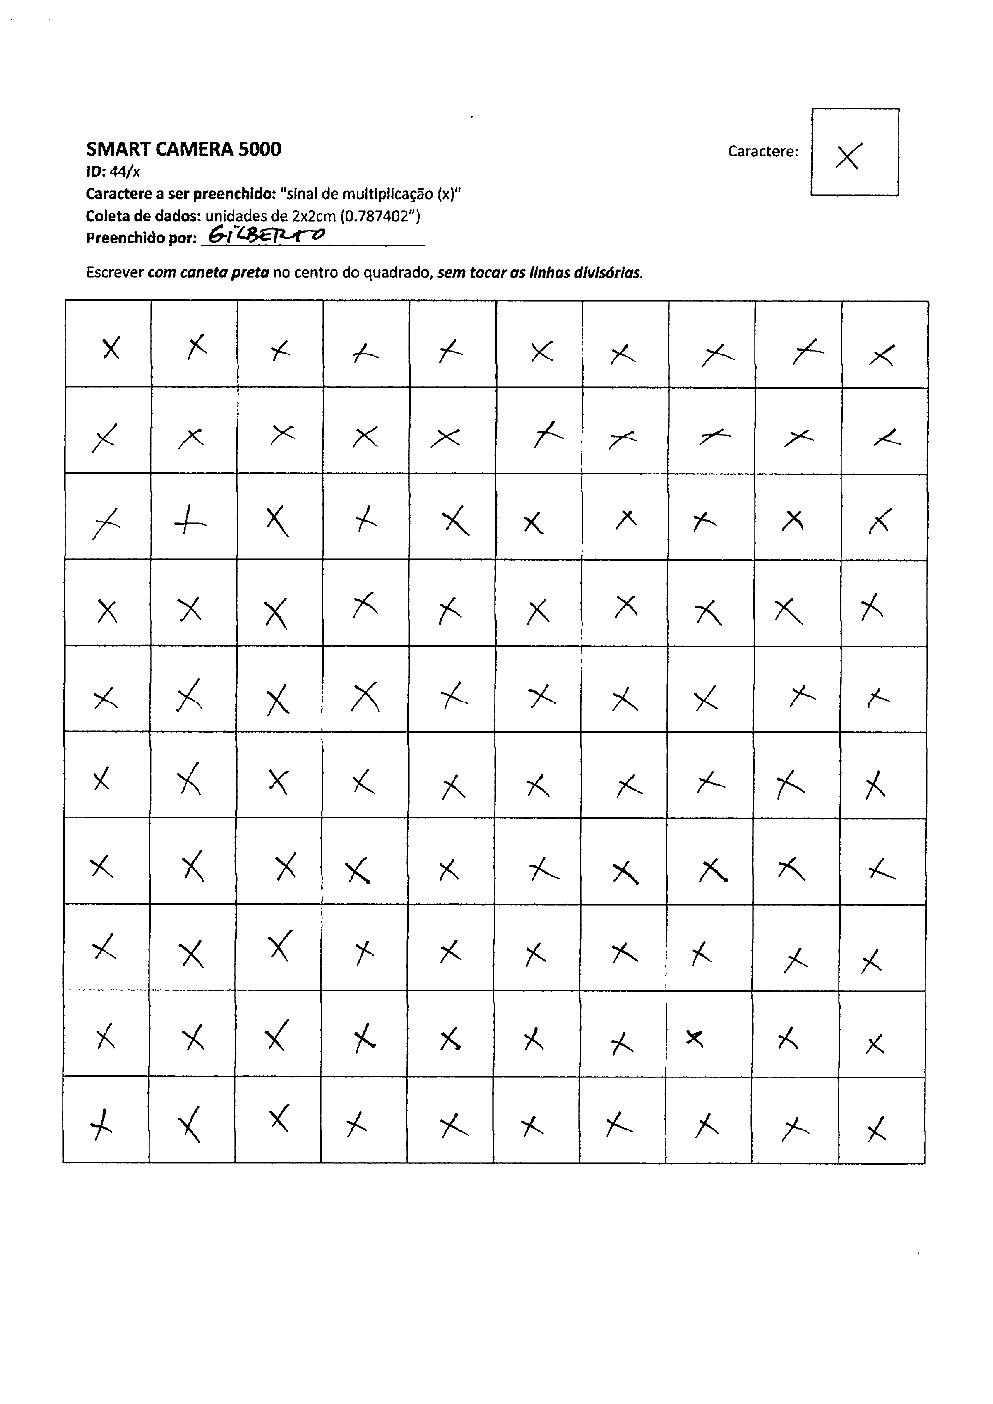 SMART CAMERA 5000
ID: 44/x
Caractere a ser preenchido: "sinal de multiplicação (x)"
Coleta de dados: unidades de 2x2cm (0.787402")
Preenchido por: GILBERTO
Caractere: x
Escrever com caneta preta no centro do quadrado, sem tocar as linhas divisórias.
x x x x x x x x x x
x x x x x x x x x x
x x x x x x x x x x
x x x x x x x x x x
x x x x x x x x x x
x x x x x x x x x x
x x x x x x x x x x
x x x x x x x x x x
x x x x x x x x x x
x x x x x x x x x x